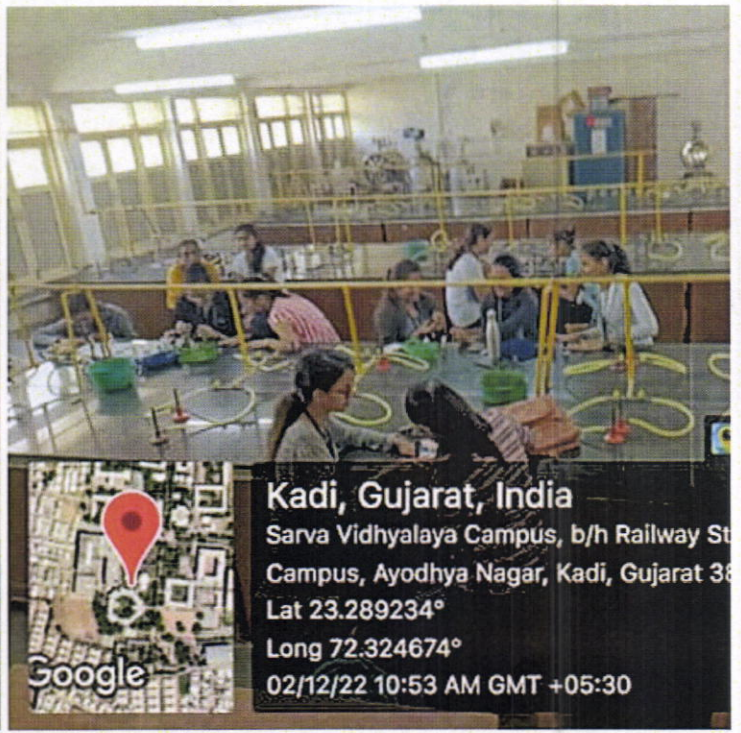 Kadi, Gujarat, India
Sarva Vidhyalaya Campus, b/h Railway St
Campus, Ayodhya Nagar, Kadi, Gujarat 38
Lat 23.289234°
Long 72.324674°
Google
02/12/22 10:53 AM GMT +05:30